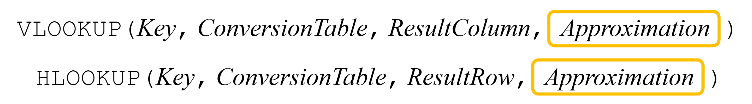 VLOOKUP(Key, ConversionTable, ResultColumn, Approximation)
HLOOKUP(Key, ConversionTable, ResultRow, Approximation)